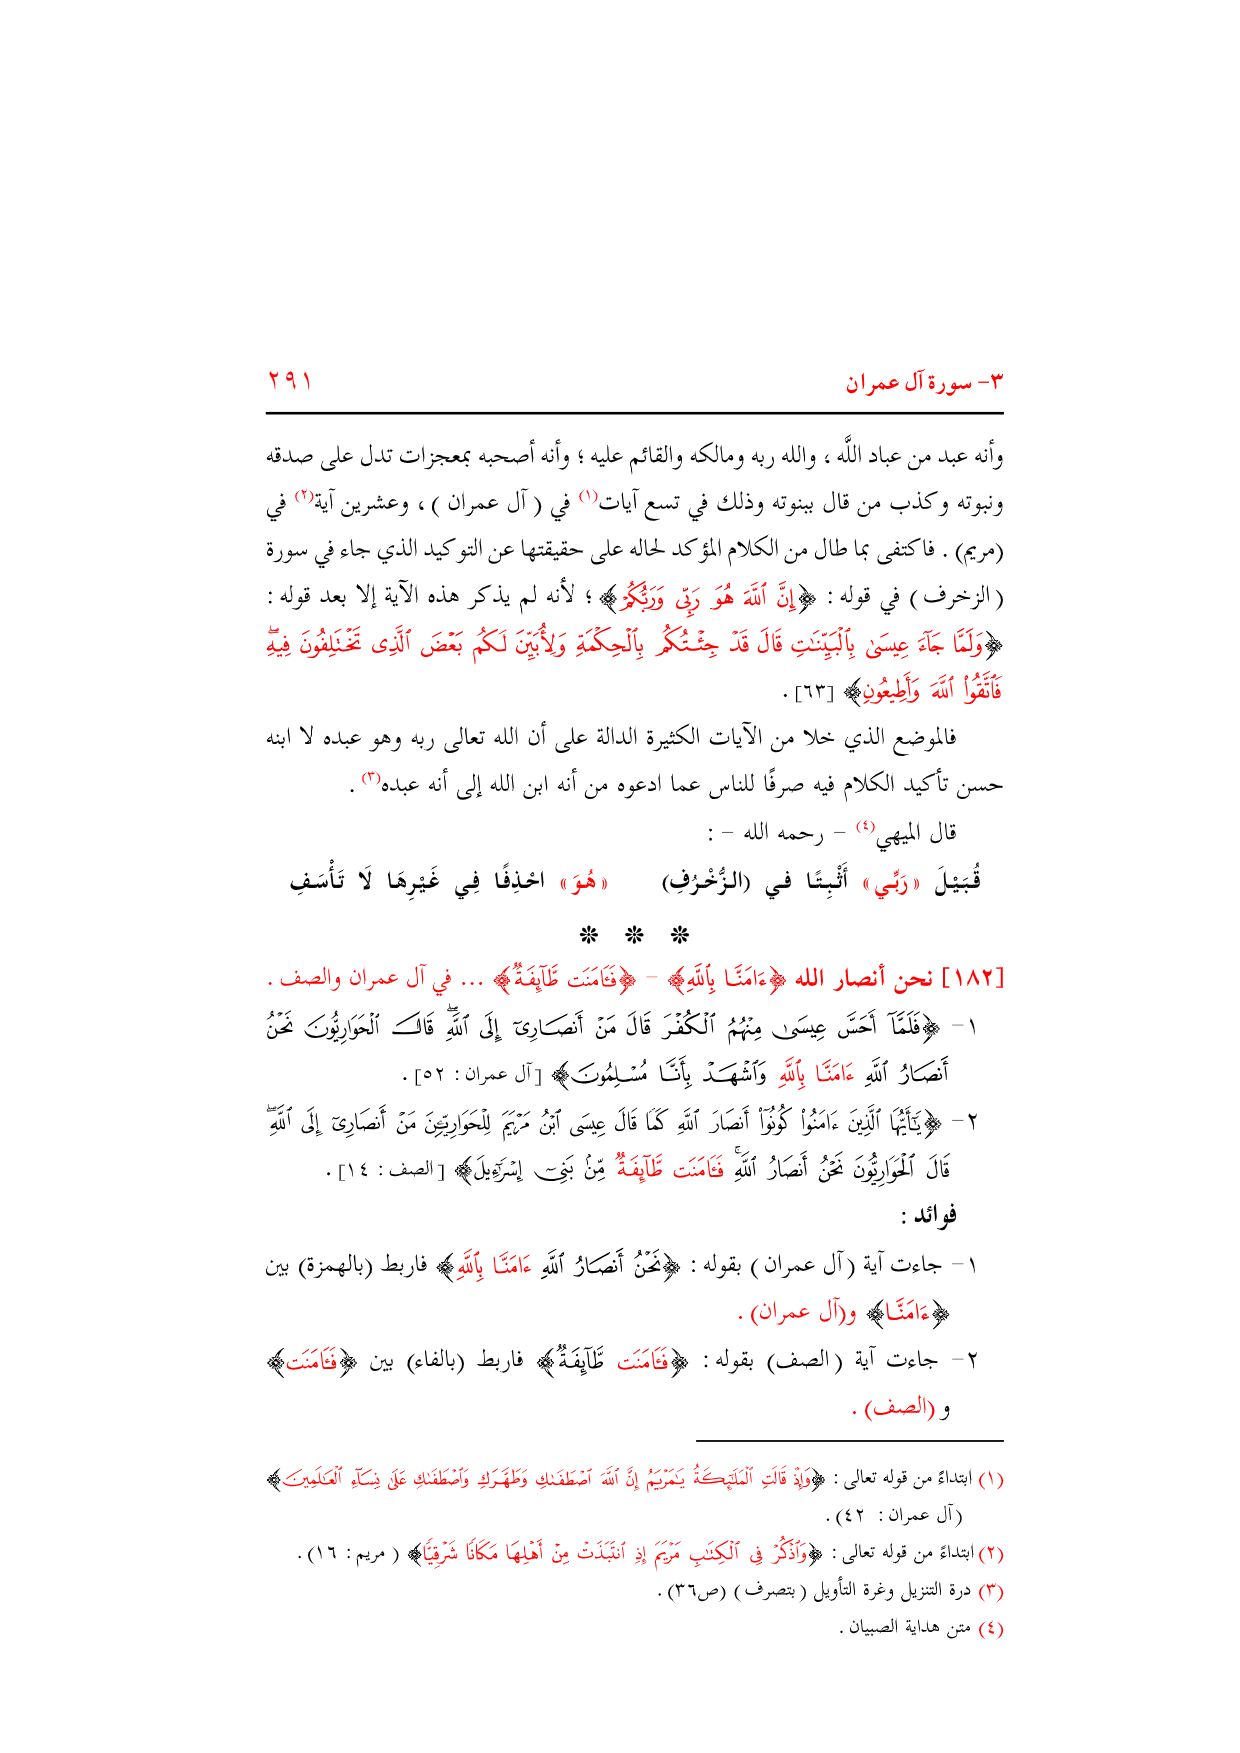 ٣- سورة آل عمران ٢٩١
وأنه عبد من عباد اللَّه ، والله ربه ومالكه والقائم عليه ؛ وأنه أصحبه بمعجزات تدل على صدقه
ونبوته وكذب من قال ببنوته وذلك في تسع آيات(١) في ( آل عمران ) ، وعشرين آية(٢) في
(مريم) . فاكتفى بما طال من الكلام المؤكد لحاله على حقيقتها عن التوكيد الذي جاء في سورة
( الزخرف ) في قوله : ﴿إِنَّ ٱللَّهَ هُوَ رَبِّى وَرَبُّكُمْ﴾ ؛ لأنه لم يذكر هذه الآية إلا بعد قوله :
﴿وَلَمَّا جَآءَ عِيسَىٰ بِٱلْبَيِّنَٰتِ قَالَ قَدْ جِئْتُكُم بِٱلْحِكْمَةِ وَلِأُبَيِّنَ لَكُم بَعْضَ ٱلَّذِى تَخْتَلِفُونَ فِيهِۖ
فَٱتَّقُوا۟ ٱللَّهَ وَأَطِيعُونِ﴾ [٦٣] .
فالموضع الذي خلا من الآيات الكثيرة الدالة على أن الله تعالى ربه وهو عبده لا ابنه
حسن تأكيد الكلام فيه صرفًا للناس عما ادعوه من أنه ابن الله إلى أنه عبده(٣) .
قال الميهي(٤) – رحمه الله – :
قُبَيْلَ « رَبِّي » أَثْبِتًا في (الزُّخْرُفِ) « هُوَ » احْذِفًا فِي غَيْرِهَا لَا تَأْسَفِ
❊ ❊ ❊
[١٨٢] نحن أنصار الله ﴿ءَامَنَّا بِٱللَّهِ﴾ – ﴿فَـَٔامَنَت طَّآئِفَةٌ﴾ ... في آل عمران والصف .
١- ﴿فَلَمَّآ أَحَسَّ عِيسَىٰ مِنْهُمُ ٱلْكُفْرَ قَالَ مَنْ أَنصَارِىٓ إِلَى ٱللَّهِۖ قَالَ ٱلْحَوَارِيُّونَ نَحْنُ
أَنصَارُ ٱللَّهِ ءَامَنَّا بِٱللَّهِ وَٱشْهَدْ بِأَنَّا مُسْلِمُونَ﴾ [آل عمران : ٥٢] .
٢- ﴿يَٰٓأَيُّهَا ٱلَّذِينَ ءَامَنُوا۟ كُونُوٓا۟ أَنصَارَ ٱللَّهِ كَمَا قَالَ عِيسَى ٱبْنُ مَرْيَمَ لِلْحَوَارِيِّـۧنَ مَنْ أَنصَارِىٓ إِلَى ٱللَّهِۖ
قَالَ ٱلْحَوَارِيُّونَ نَحْنُ أَنصَارُ ٱللَّهِۚ فَـَٔامَنَت طَّآئِفَةٌ مِّنۢ بَنِىٓ إِسْرَٰٓءِيلَ﴾ [الصف : ١٤] .
فوائد :
١- جاءت آية (آل عمران ) بقوله : ﴿نَحْنُ أَنصَارُ ٱللَّهِ ءَامَنَّا بِٱللَّهِ﴾ فاربط (بالهمزة) بين
﴿ءَامَنَّا﴾ و(آل عمران) .
٢- جاءت آية ( الصف) بقوله : ﴿فَـَٔامَنَت طَّآئِفَةٌ﴾ فاربط (بالفاء) بين ﴿فَـَٔامَنَت﴾
و (الصف) .
(١) ابتداءً من قوله تعالى : ﴿وَإِذْ قَالَتِ ٱلْمَلَٰٓئِكَةُ يَٰمَرْيَمُ إِنَّ ٱللَّهَ ٱصْطَفَىٰكِ وَطَهَّرَكِ وَٱصْطَفَىٰكِ عَلَىٰ نِسَآءِ ٱلْعَٰلَمِينَ﴾
(آل عمران : ٤٢) .
(٢) ابتداءً من قوله تعالى : ﴿وَٱذْكُرْ فِى ٱلْكِتَٰبِ مَرْيَمَ إِذِ ٱنتَبَذَتْ مِنْ أَهْلِهَا مَكَانًا شَرْقِيًّا﴾ ( مريم : ١٦) .
(٣) درة التنزيل وغرة التأويل ( بتصرف ) (ص٣٦) .
(٤) متن هداية الصبيان .